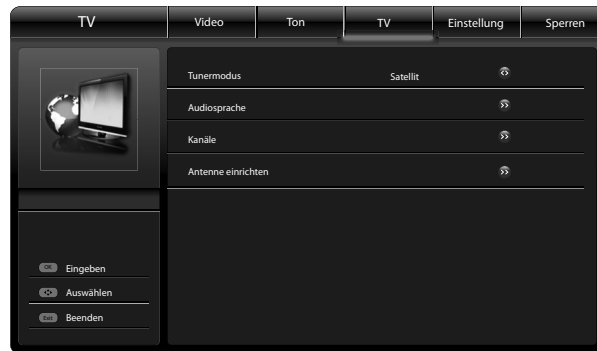 TV Video Ton TV Einstellung Sperren
Tunermodus Satellit
Audiosprache
Kanäle
Antenne einrichten
OK Eingeben
Auswählen
Exit Beenden